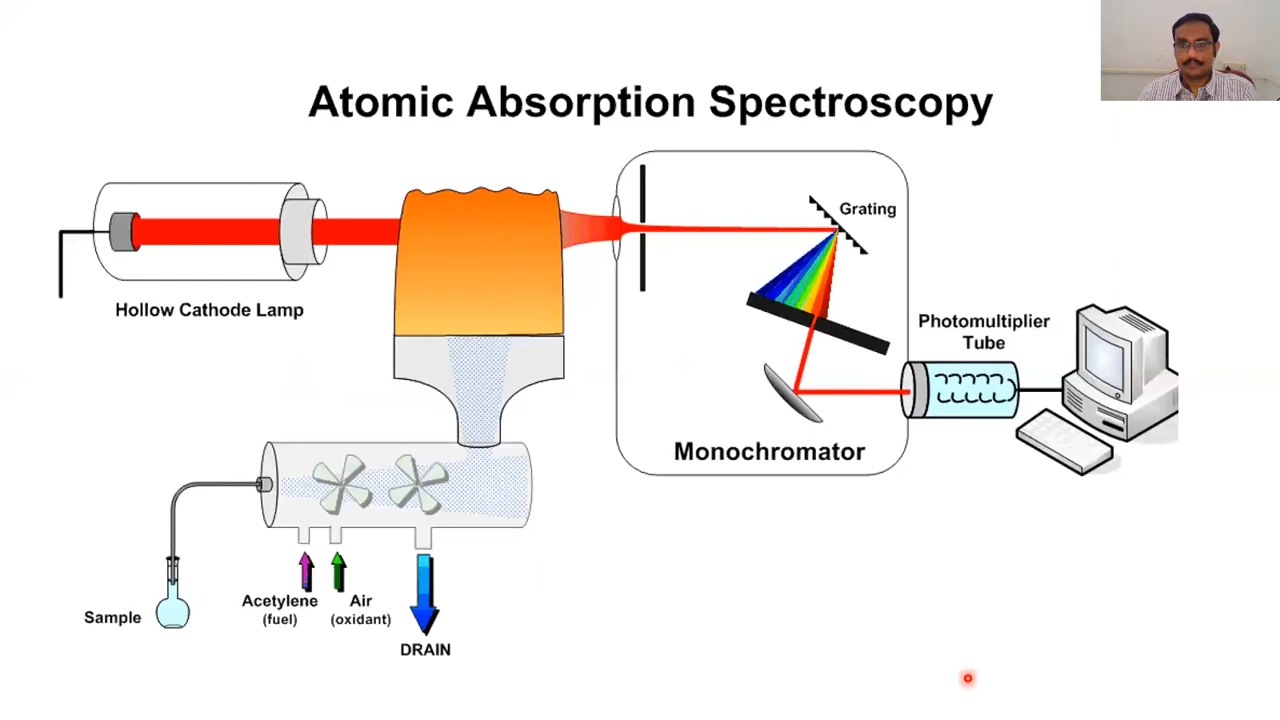 Atomic Absorption Spectroscopy
Grating
Hollow Cathode Lamp
Photomultiplier
Tube
Monochromator
Sample
Acetylene
(fuel)
Air
(oxidant)
DRAIN